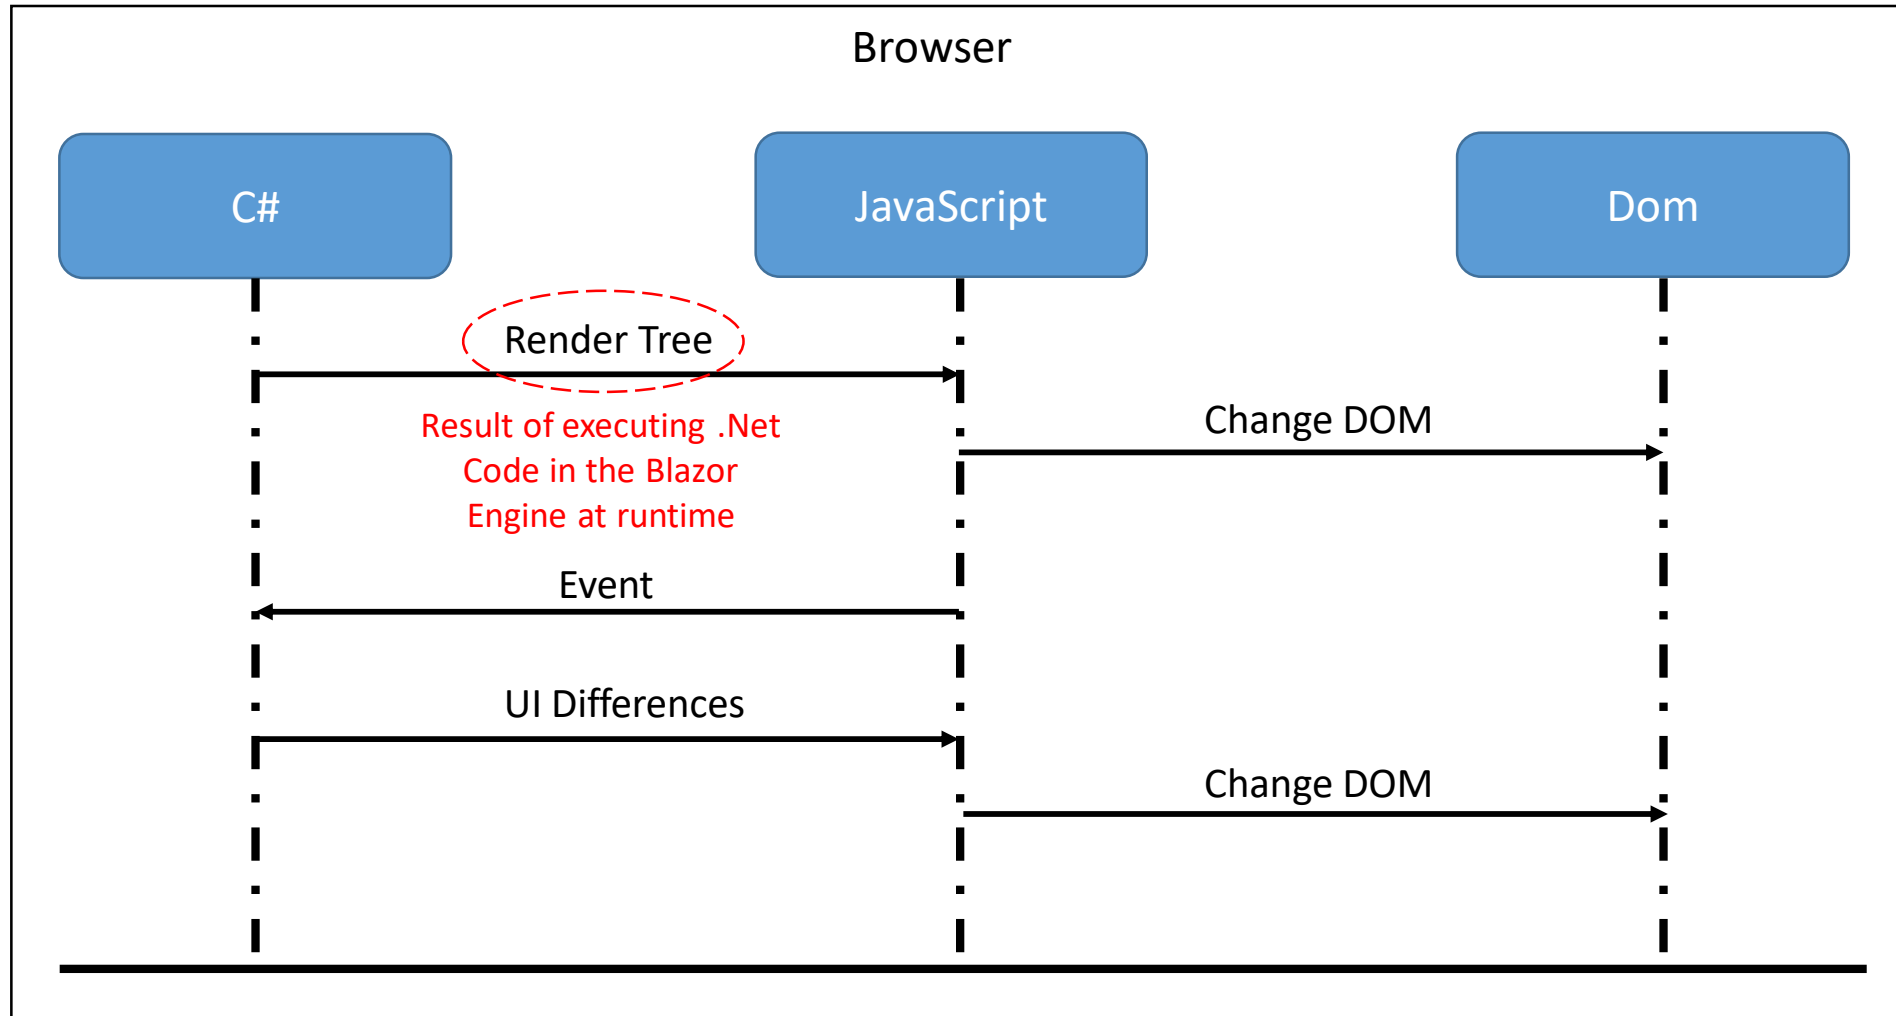 Browser
C#
JavaScript
Dom
Render Tree
Result of executing .Net
Code in the Blazor
Engine at runtime
Change DOM
Event
UI Differences
Change DOM